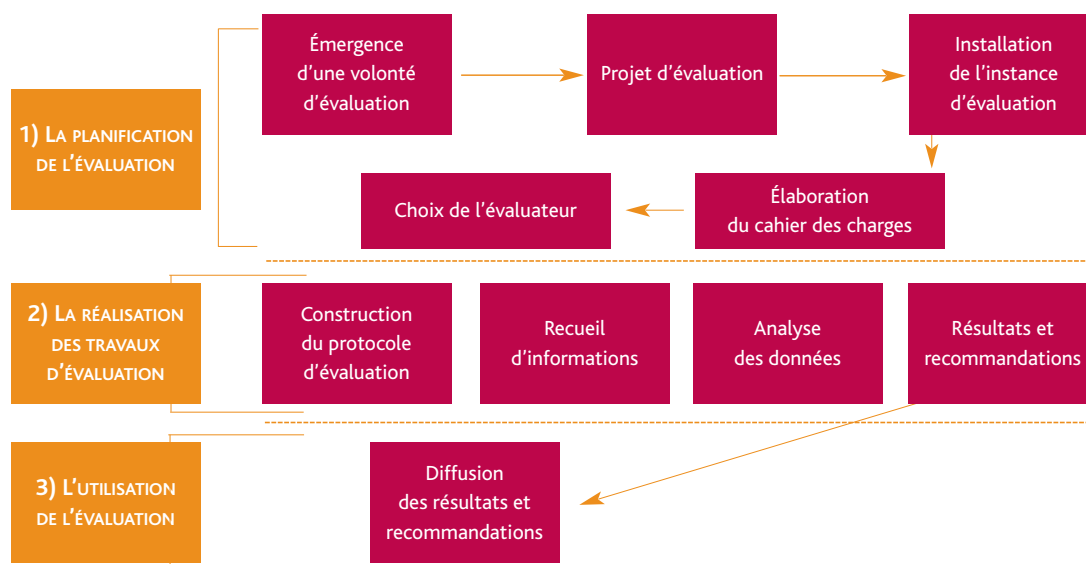 1) La planification
de l'évaluation
Émergence
d'une volonté
d'évaluation
Projet d'évaluation
Installation
de l'instance
d'évaluation
Élaboration
du cahier des charges
Choix de l'évaluateur
2) La réalisation
des travaux
d'évaluation
Construction
du protocole
d'évaluation
Recueil
d'informations
Analyse
des données
Résultats et
recommandations
3) L'utilisation
de l'évaluation
Diffusion
des résultats et
recommandations